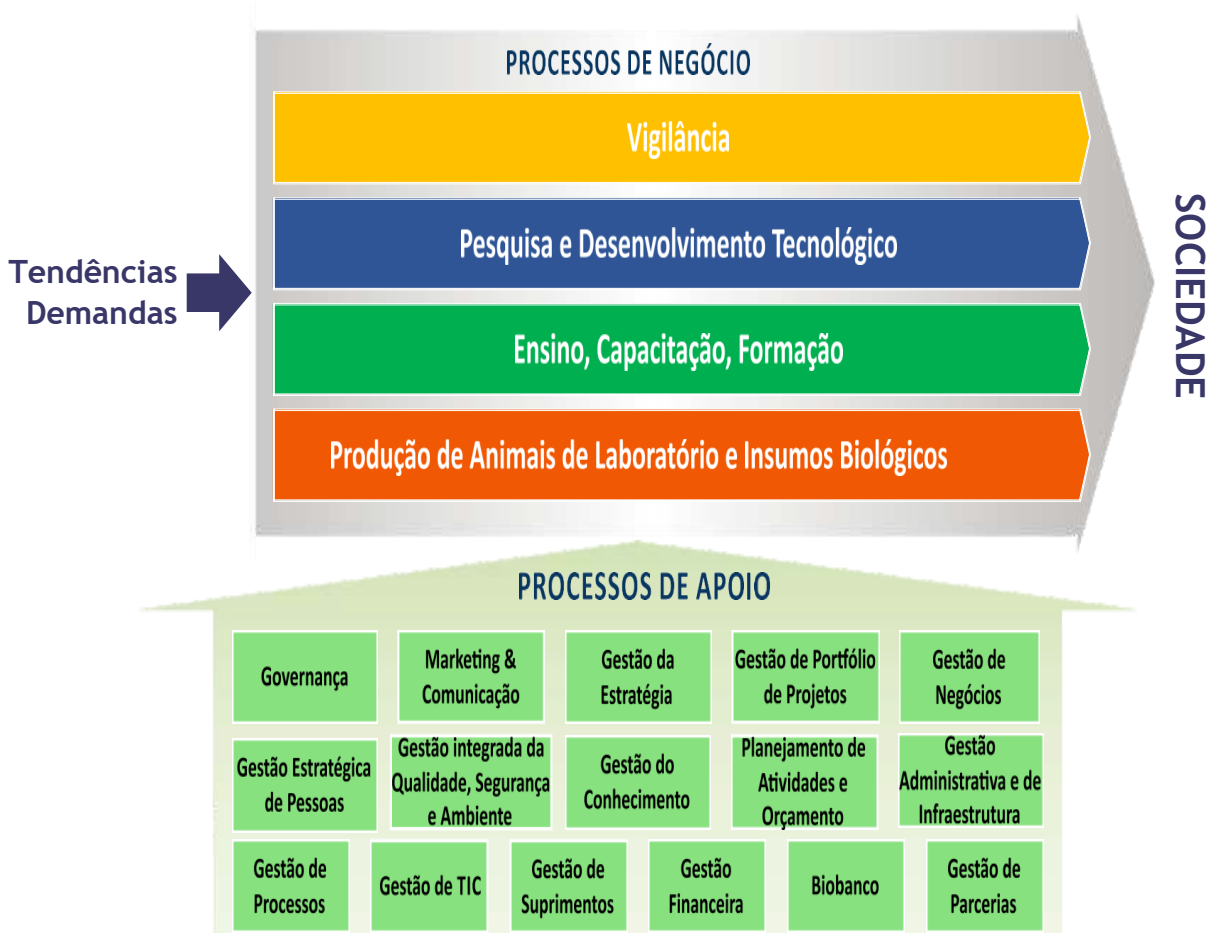 PROCESSOS DE NEGÓCIO
Vigilância
Pesquisa e Desenvolvimento Tecnológico
Ensino, Capacitação, Formação
Produção de Animais de Laboratório e Insumos Biológicos
Tendências
Demandas
SOCIEDADE
PROCESSOS DE APOIO
Governança
Marketing &
Comunicação
Gestão da
Estratégia
Gestão de Portfólio
de Projetos
Gestão de
Negócios
Gestão Estratégica
de Pessoas
Gestão integrada da
Qualidade, Segurança
e Ambiente
Gestão do
Conhecimento
Planejamento de
Atividades e
Orçamento
Gestão
Administrativa e de
Infraestrutura
Gestão de
Processos
Gestão de TIC
Gestão de
Suprimentos
Gestão
Financeira
Biobanco
Gestão de
Parcerias